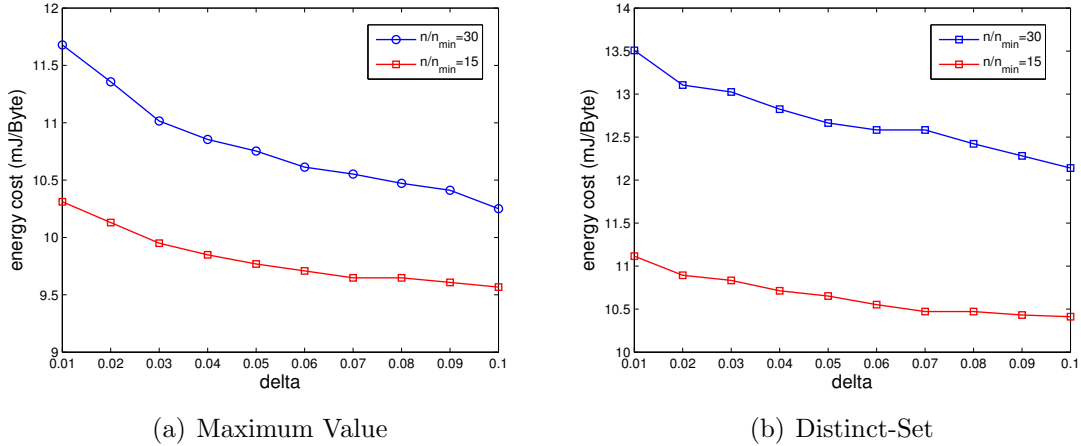 12
11.5
11
10.5
10
9.5
9
0.01 0.02 0.03 0.04 0.05 0.06 0.07 0.08 0.09 0.1
delta
energy cost (mJ/Byte)
n/n_min=30
n/n_min=15
(a) Maximum Value
14
13.5
13
12.5
12
11.5
11
10.5
10
0.01 0.02 0.03 0.04 0.05 0.06 0.07 0.08 0.09 0.1
delta
energy cost (mJ/Byte)
n/n_min=30
n/n_min=15
(b) Distinct-Set